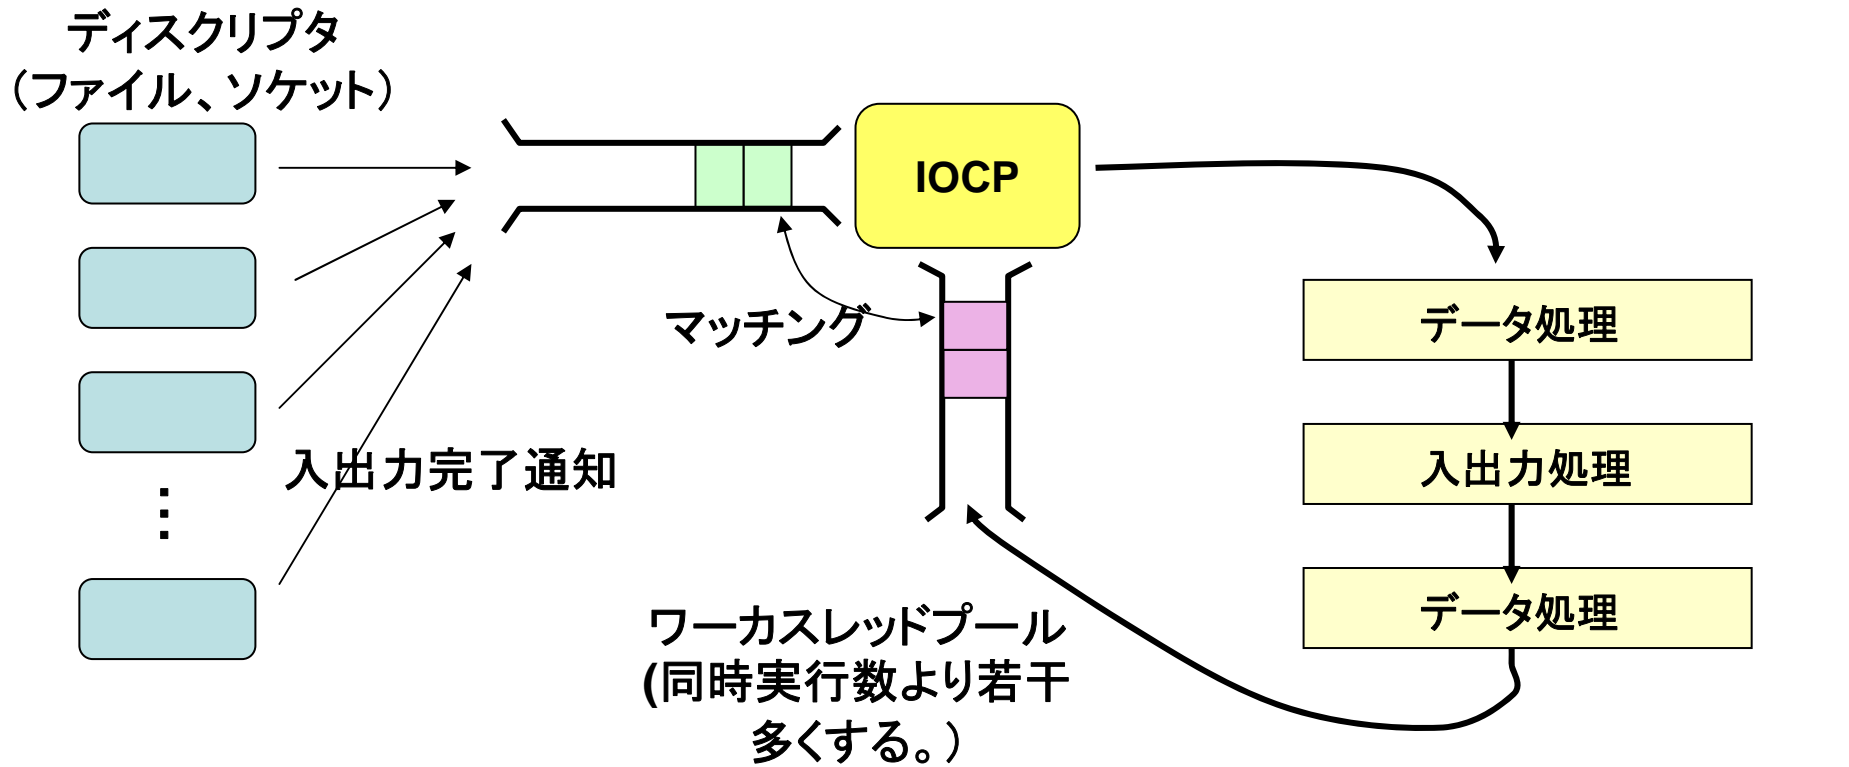 ディスクリプタ
（ファイル、ソケット）
IOCP
マッチング
入出力完了通知
⋮
データ処理
入出力処理
データ処理
ワーカスレッドプール
(同時実行数より若干
多くする。）